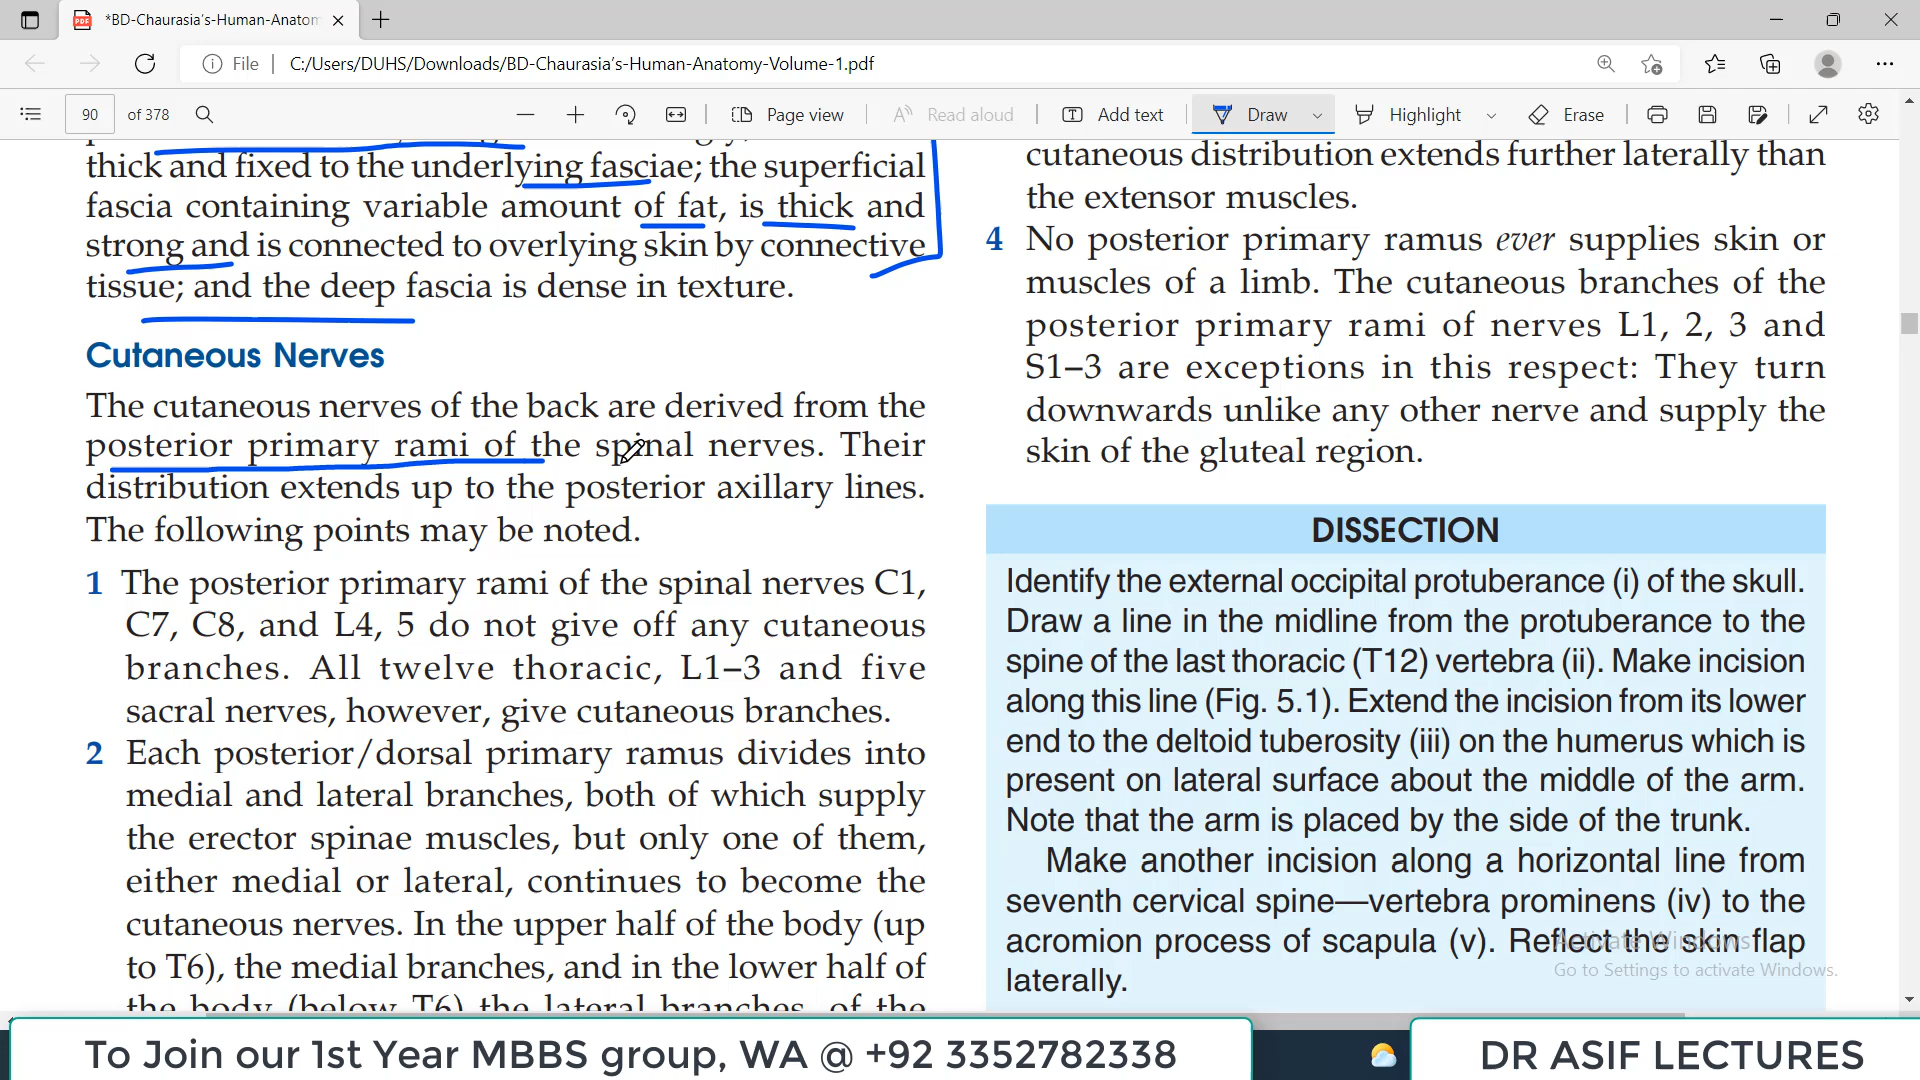 *BD-Chaurasia's-Human-Anatom
File
C:/Users/DUHS/Downloads/BD-Chaurasia's-Human-Anatomy-Volume-1.pdf
90 of 378
Page view
Read aloud
Add text
Draw
Highlight
Erase
thick and fixed to the underlying fasciae; the superficial
fascia containing variable amount of fat, is thick and
strong and is connected to overlying skin by connective
tissue; and the deep fascia is dense in texture.
Cutaneous Nerves
The cutaneous nerves of the back are derived from the
posterior primary rami of the spinal nerves. Their
distribution extends up to the posterior axillary lines.
The following points may be noted.
1 The posterior primary rami of the spinal nerves C1,
C7, C8, and L4, 5 do not give off any cutaneous
branches. All twelve thoracic, L1–3 and five
sacral nerves, however, give cutaneous branches.
2 Each posterior/dorsal primary ramus divides into
medial and lateral branches, both of which supply
the erector spinae muscles, but only one of them,
either medial or lateral, continues to become the
cutaneous nerves. In the upper half of the body (up
to T6), the medial branches, and in the lower half of
the body (below T6) the lateral branches, of the
cutaneous distribution extends further laterally than
the extensor muscles.
4 No posterior primary ramus ever supplies skin or
muscles of a limb. The cutaneous branches of the
posterior primary rami of nerves L1, 2, 3 and
S1–3 are exceptions in this respect: They turn
downwards unlike any other nerve and supply the
skin of the gluteal region.
DISSECTION
Identify the external occipital protuberance (i) of the skull.
Draw a line in the midline from the protuberance to the
spine of the last thoracic (T12) vertebra (ii). Make incision
along this line (Fig. 5.1). Extend the incision from its lower
end to the deltoid tuberosity (iii) on the humerus which is
present on lateral surface about the middle of the arm.
Note that the arm is placed by the side of the trunk.
Make another incision along a horizontal line from
seventh cervical spine—vertebra prominens (iv) to the
acromion process of scapula (v). Reflect the skin flap
laterally.
Activate Windows
Go to Settings to activate Windows.
To Join our 1st Year MBBS group, WA @ +92 3352782338
DR ASIF LECTURES